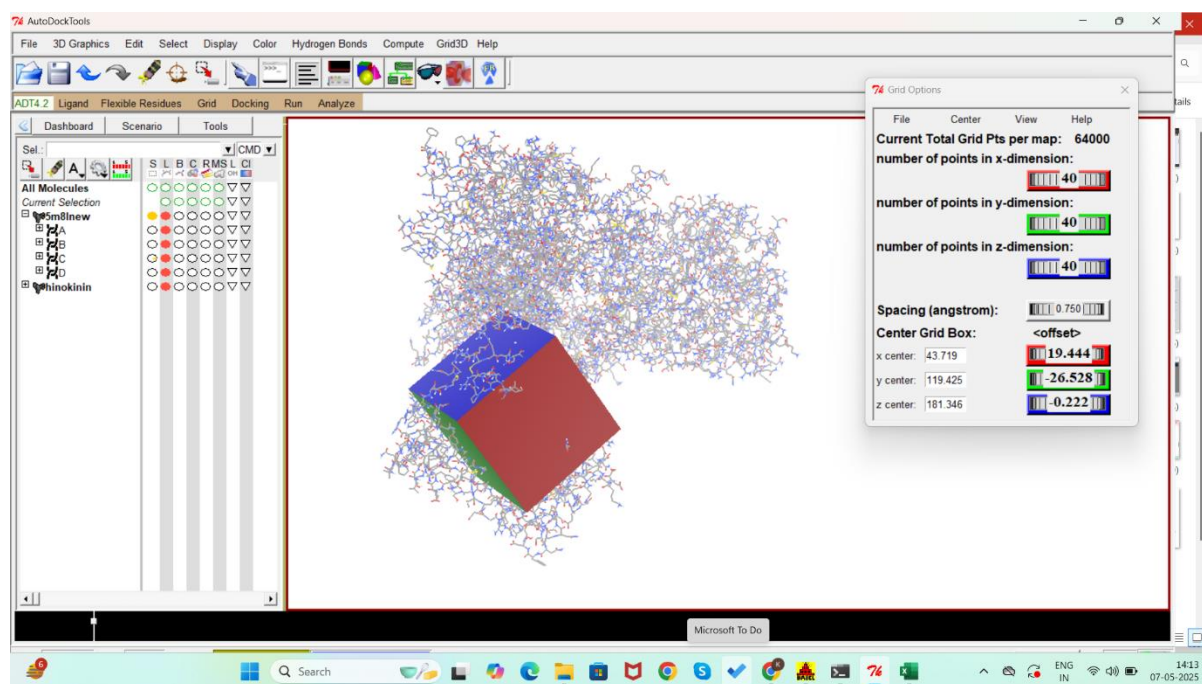 AutoDockTools
File 3D Graphics Edit Select Display Color Hydrogen Bonds Compute Grid3D Help
ADT4.2 Ligand Flexible Residues Grid Docking Run Analyze
Dashboard Scenario Tools
Sel.: CMD
S L B C R MS L Cl
All Molecules
Current Selection
5m8lnew
A
B
C
D
hinokinin
Grid Options
File Center View Help
Current Total Grid Pts per map: 64000
number of points in x-dimension:
40
number of points in y-dimension:
40
number of points in z-dimension:
40
Spacing (angstrom): 0.750
Center Grid Box: <offset>
x center: 43.719 19.444
y center: 119.425 -26.528
z center: 181.346 -0.222
tails
Microsoft To Do
6
Search
ENG
IN
14:13
07-05-2025